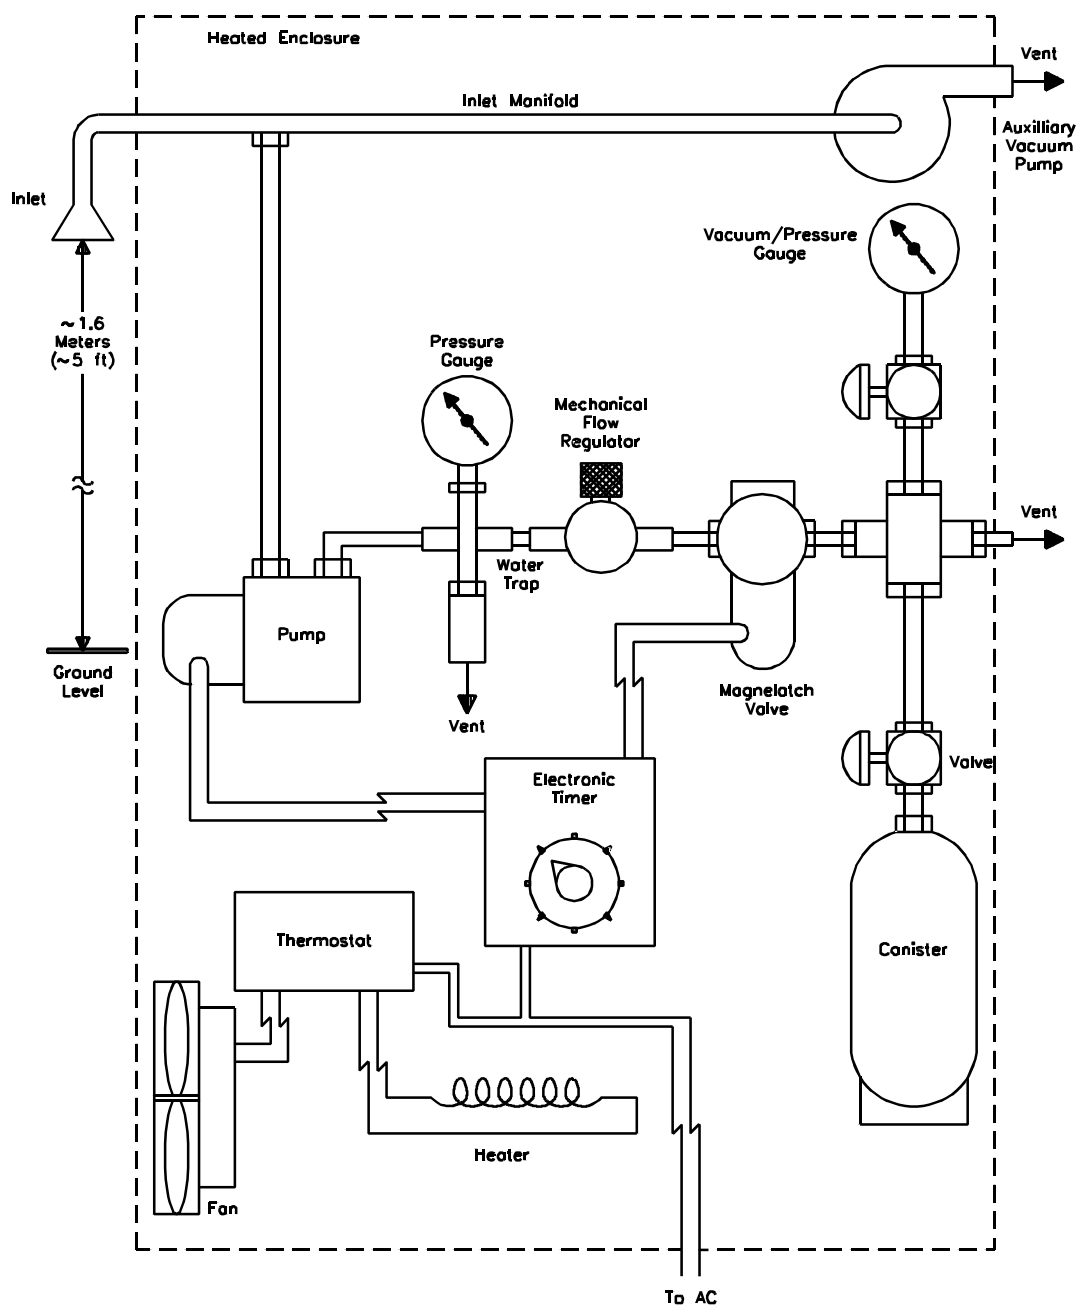 Heated Enclosure
Vent
Inlet Manifold
Auxilliary
Vacuum
Pump
Inlet
Vacuum/Pressure
Gauge
~1.6
Meters
(~5 ft)
Pressure
Gauge
Mechanical
Flow
Regulator
Vent
Water
Trap
Pump
Ground
Level
Magnelatch
Valve
Vent
Valve
Electronic
Timer
Thermostat
Canister
Heater
Fan
To AC